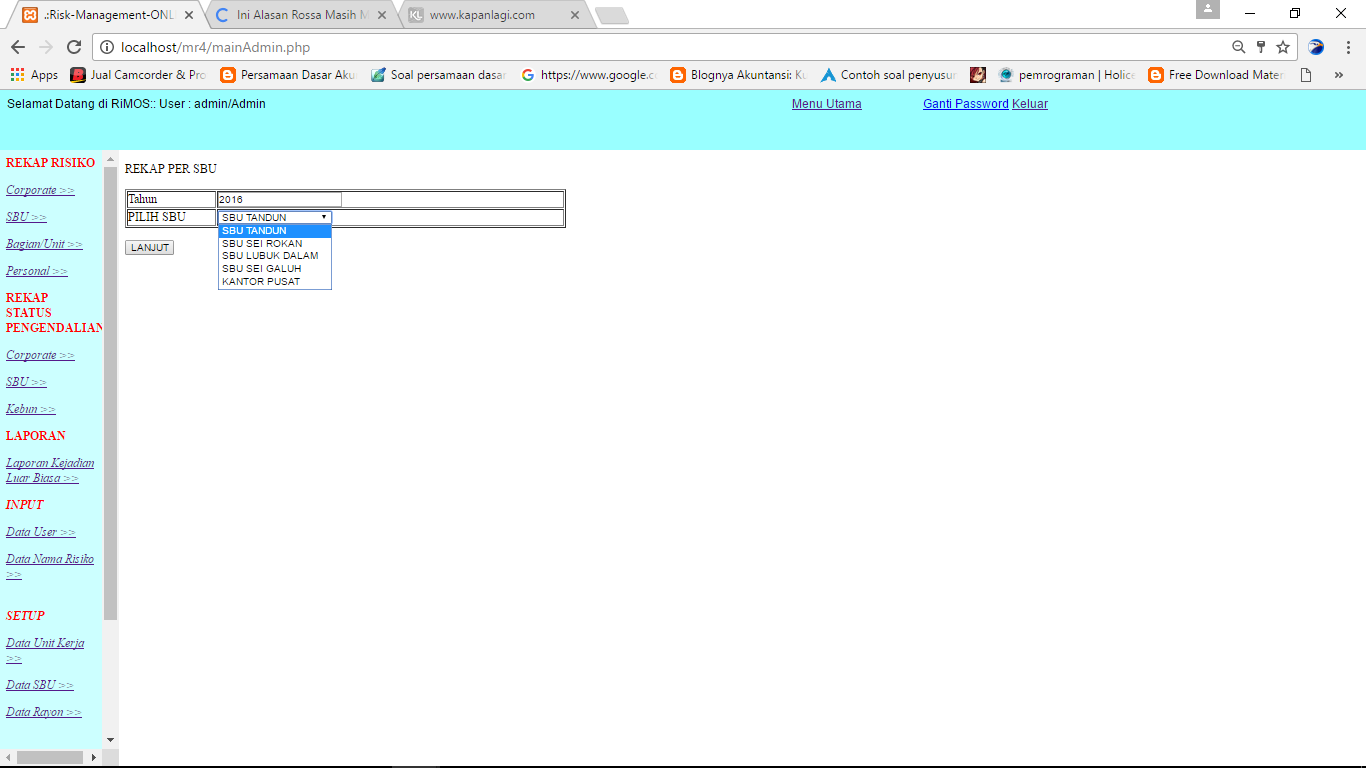 .:Risk-Management-ONL
Ini Alasan Rossa Masih M
www.kapanlagi.com
localhost/mr4/mainAdmin.php
Apps
Jual Camcorder & Pro
Persamaan Dasar Aku
Soal persamaan dasar
https://www.google.c
Blognya Akuntansi: Ku
Contoh soal penyusun
pemrograman | Holice
Free Download Mater
»
Selamat Datang di RiMOS:: User : admin/Admin
Menu Utama
Ganti Password Keluar
REKAP RISIKO
Corporate >>
SBU >>
Bagian/Unit >>
Personal >>
REKAP
STATUS
PENGENDALIAN
Corporate >>
SBU >>
Kebun >>
LAPORAN
Laporan Kejadian
Luar Biasa >>
INPUT
Data User >>
Data Nama Risiko
>>
SETUP
Data Unit Kerja
>>
Data SBU >>
Data Rayon >>
REKAP PER SBU
Tahun 2016
PILIH SBU SBU TANDUN
SBU TANDUN
SBU SEI ROKAN
SBU LUBUK DALAM
SBU SEI GALUH
KANTOR PUSAT
LANJUT